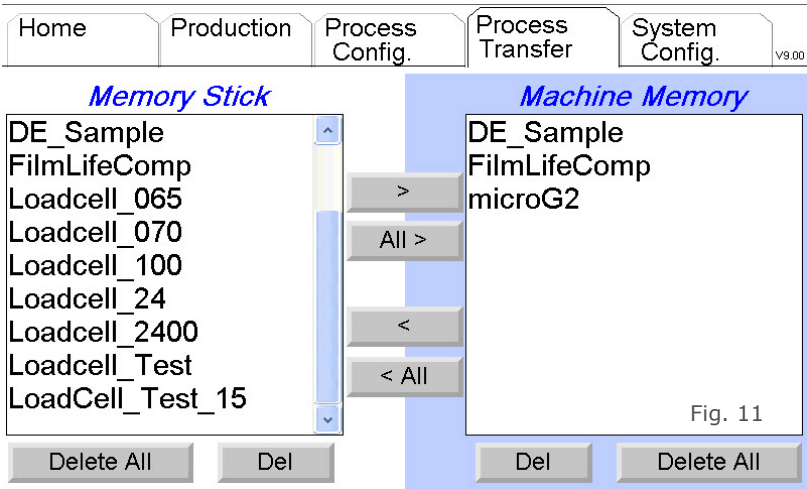 Home
Production
Process
Config.
Process
Transfer
System
Config.
V9.00
Memory Stick
DE_Sample
FilmLifeComp
Loadcell_065
Loadcell_070
Loadcell_100
Loadcell_24
Loadcell_2400
Loadcell_Test
LoadCell_Test_15
Delete All
Del
>
All >
<
< All
Machine Memory
DE_Sample
FilmLifeComp
microG2
Fig. 11
Del
Delete All